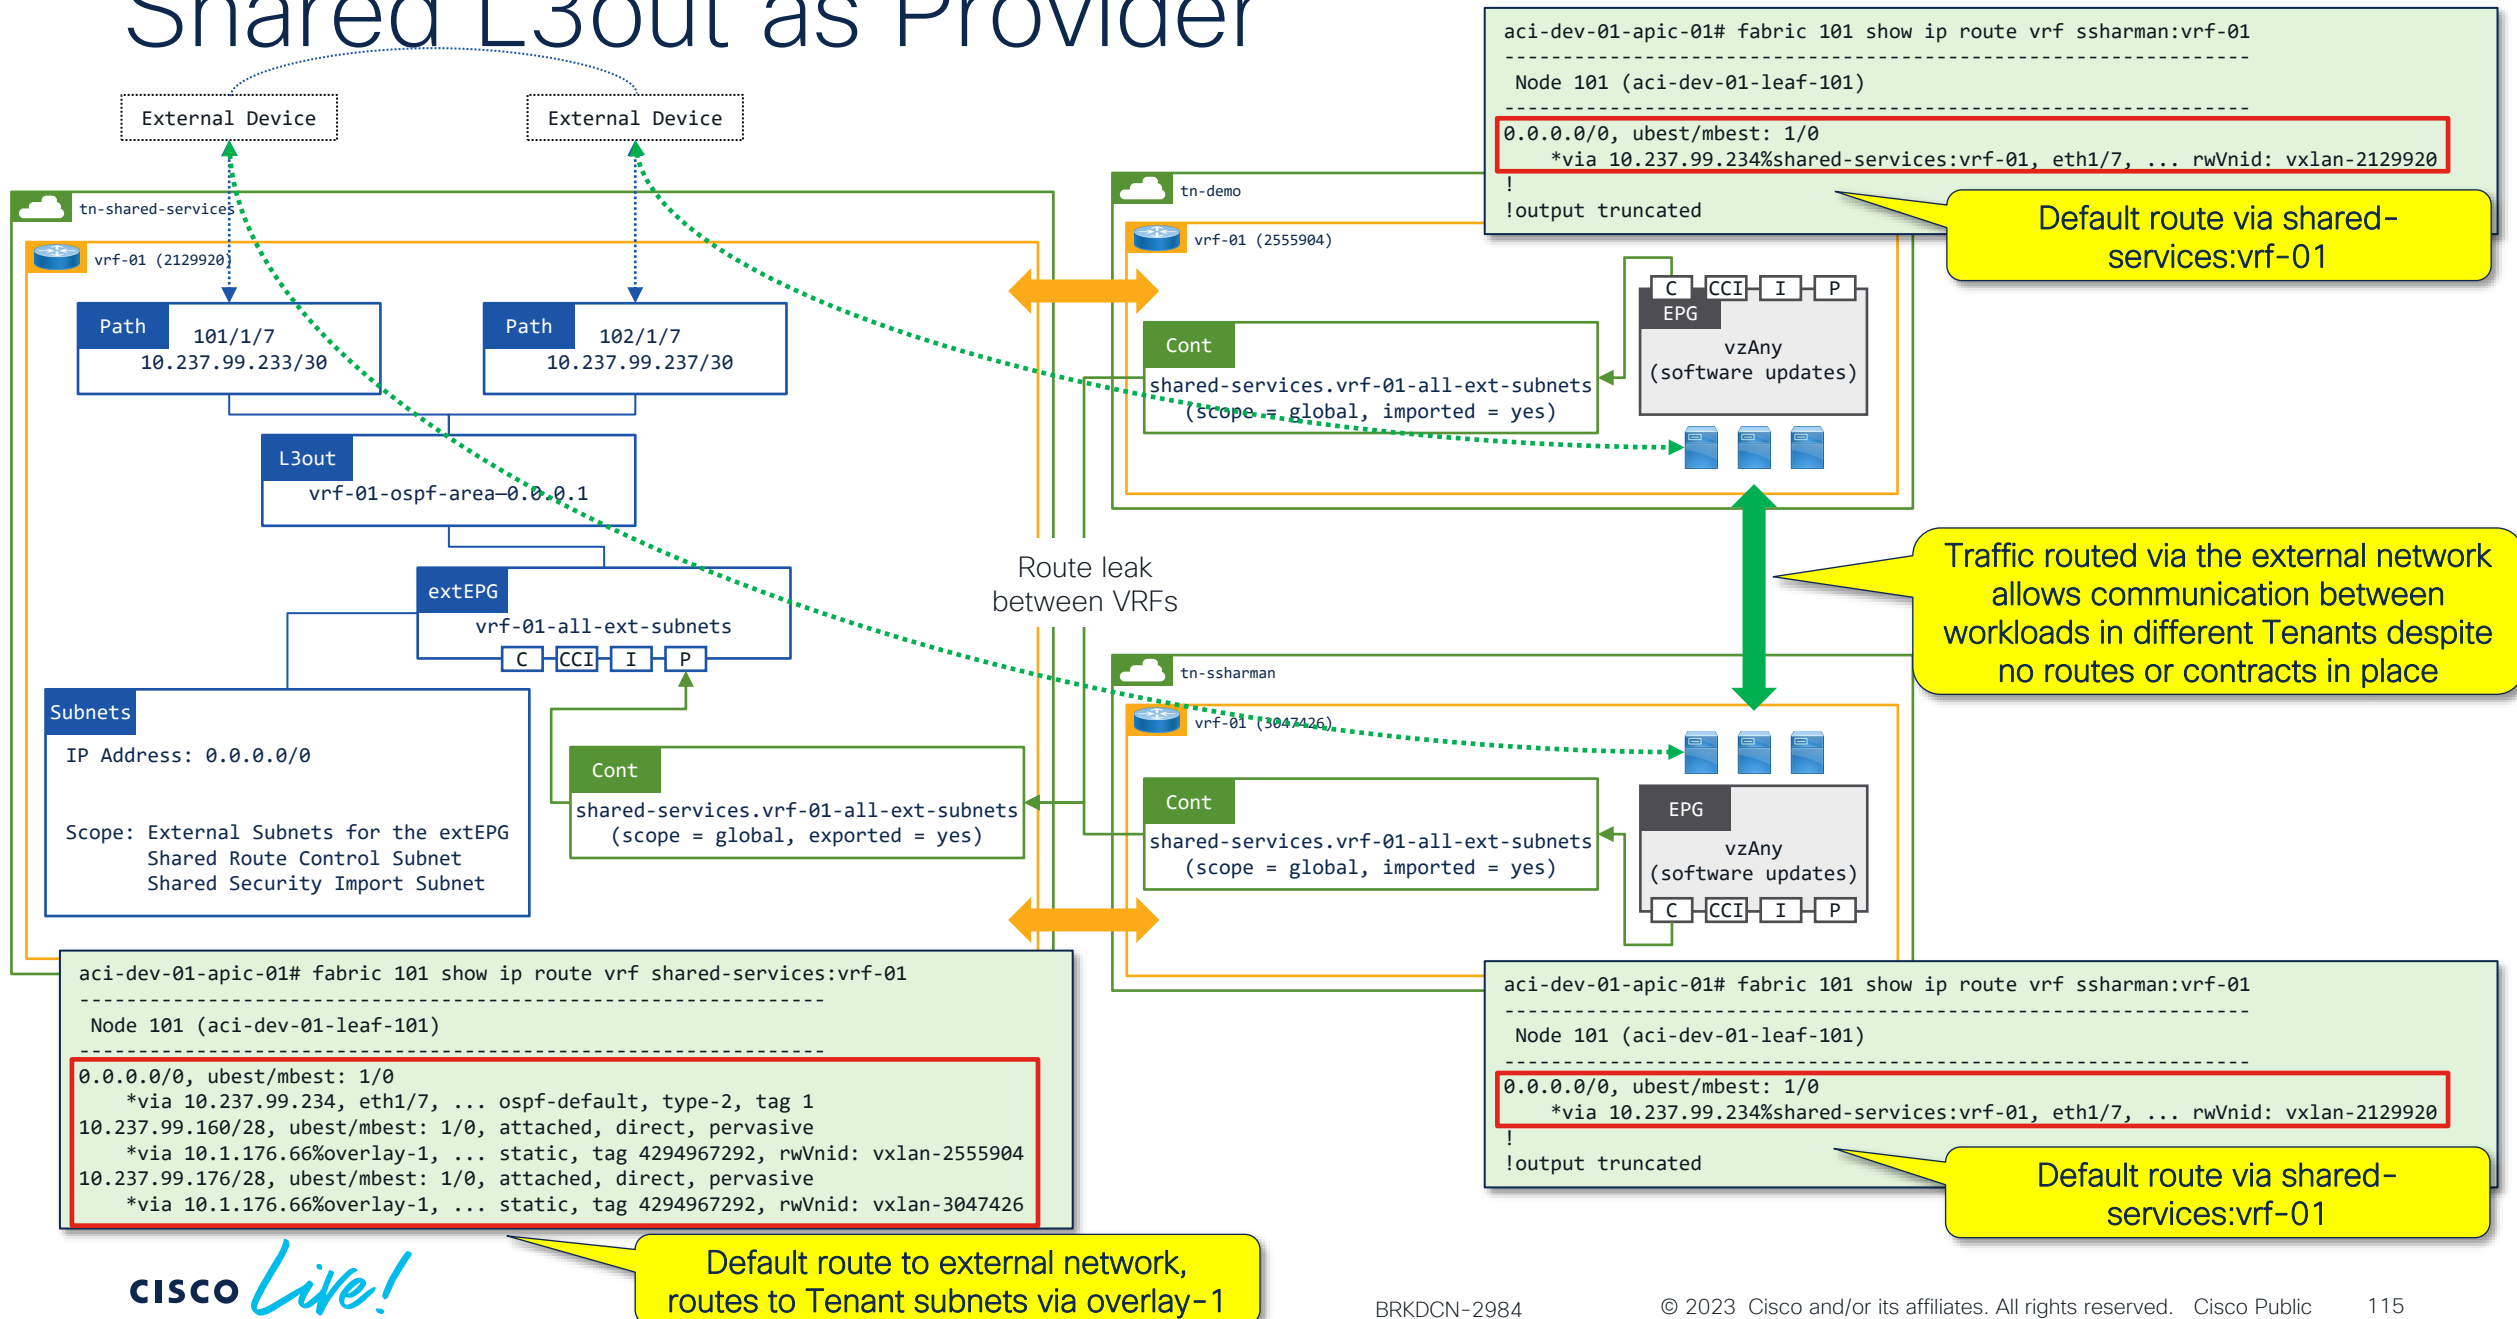 Shared L3out as Provider
External Device
External Device
tn-shared-services
vrf-01 (2129920)
Path
101/1/7
10.237.99.233/30
Path
102/1/7
10.237.99.237/30
L3out
vrf-01-ospf-area—0.0.0.1
extEPG
vrf-01-all-ext-subnets
C
CCI
I
P
Subnets
IP Address: 0.0.0.0/0
Scope: External Subnets for the extEPG
Shared Route Control Subnet
Shared Security Import Subnet
Cont
shared-services.vrf-01-all-ext-subnets
(scope = global, exported = yes)
Route leak
between VRFs
tn-demo
vrf-01 (2555904)
Cont
shared-services.vrf-01-all-ext-subnets
(scope = global, imported = yes)
C
CCI
I
P
EPG
vzAny
(software updates)
tn-ssharman
vrf-01 (3047426)
Cont
shared-services.vrf-01-all-ext-subnets
(scope = global, imported = yes)
EPG
vzAny
(software updates)
C
CCI
I
P
aci-dev-01-apic-01# fabric 101 show ip route vrf ssharman:vrf-01
----------------------------------------------------------------
Node 101 (aci-dev-01-leaf-101)
----------------------------------------------------------------
0.0.0.0/0, ubest/mbest: 1/0
*via 10.237.99.234%shared-services:vrf-01, eth1/7, ... rwVnid: vxlan-2129920
!
!output truncated
Default route via shared-
services:vrf-01
Traffic routed via the external network
allows communication between
workloads in different Tenants despite
no routes or contracts in place
aci-dev-01-apic-01# fabric 101 show ip route vrf shared-services:vrf-01
----------------------------------------------------------------
Node 101 (aci-dev-01-leaf-101)
----------------------------------------------------------------
0.0.0.0/0, ubest/mbest: 1/0
*via 10.237.99.234, eth1/7, ... ospf-default, type-2, tag 1
10.237.99.160/28, ubest/mbest: 1/0, attached, direct, pervasive
*via 10.1.176.66%overlay-1, ... static, tag 4294967292, rwVnid: vxlan-2555904
10.237.99.176/28, ubest/mbest: 1/0, attached, direct, pervasive
*via 10.1.176.66%overlay-1, ... static, tag 4294967292, rwVnid: vxlan-3047426
Default route to external network,
routes to Tenant subnets via overlay-1
aci-dev-01-apic-01# fabric 101 show ip route vrf ssharman:vrf-01
----------------------------------------------------------------
Node 101 (aci-dev-01-leaf-101)
----------------------------------------------------------------
0.0.0.0/0, ubest/mbest: 1/0
*via 10.237.99.234%shared-services:vrf-01, eth1/7, ... rwVnid: vxlan-2129920
!
!output truncated
Default route via shared-
services:vrf-01
CISCO Live!
BRKDCN-2984
© 2023 Cisco and/or its affiliates. All rights reserved. Cisco Public
115